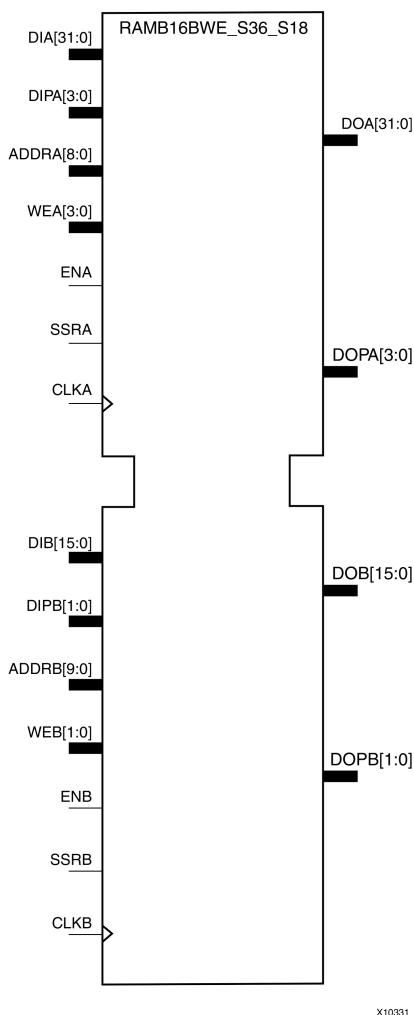 RAMB16BWE_S36_S18
DIA[31:0]
DIPA[3:0]
DOA[31:0]
ADDRA[8:0]
WEA[3:0]
ENA
SSRA
DOPA[3:0]
CLKA
DIB[15:0]
DOB[15:0]
DIPB[1:0]
ADDRB[9:0]
WEB[1:0]
DOPB[1:0]
ENB
SSRB
CLKB
X10331